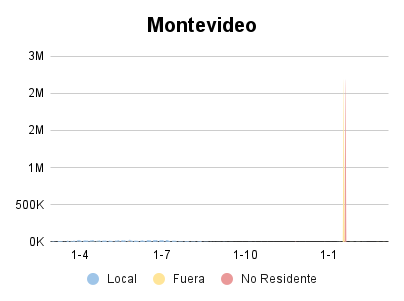 Montevideo
3M
2M
2M
1M
500K
0K
1-4 1-7 1-10 1-1
Local Fuera No Residente